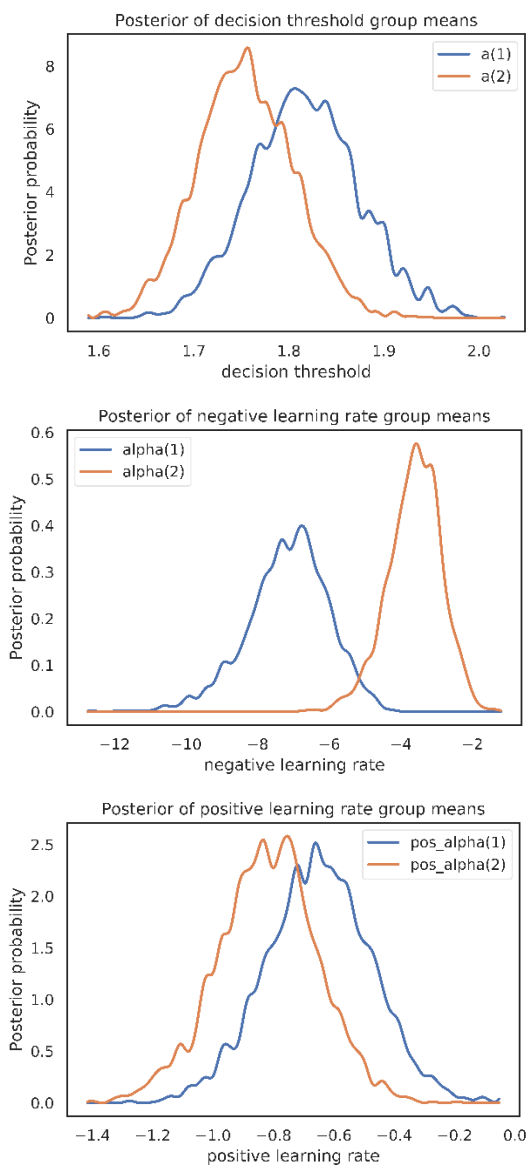 Posterior of decision threshold group means
Posterior probability
8
6
4
2
0
a(1)
a(2)
1.6 1.7 1.8 1.9 2.0
decision threshold
Posterior of negative learning rate group means
Posterior probability
0.6
0.5
0.4
0.3
0.2
0.1
0.0
alpha(1)
alpha(2)
−12 −10 −8 −6 −4 −2
negative learning rate
Posterior of positive learning rate group means
Posterior probability
2.5
2.0
1.5
1.0
0.5
0.0
pos_alpha(1)
pos_alpha(2)
−1.4 −1.2 −1.0 −0.8 −0.6 −0.4 −0.2 0.0
positive learning rate